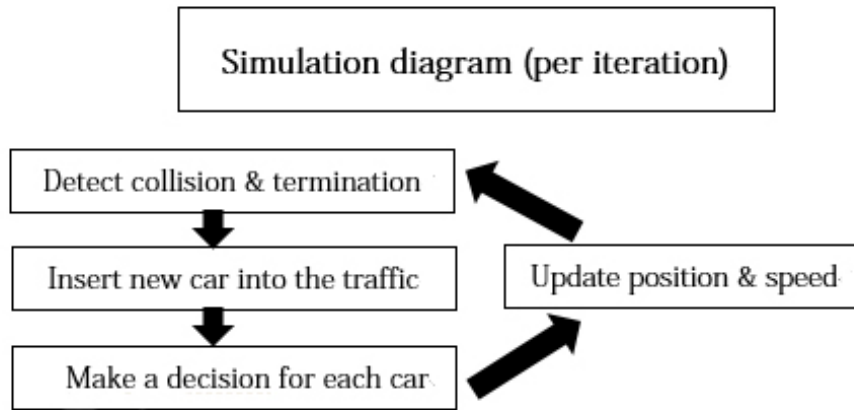 Simulation diagram (per iteration)
Detect collision & termination
Insert new car into the traffic
Make a decision for each car
Update position & speed